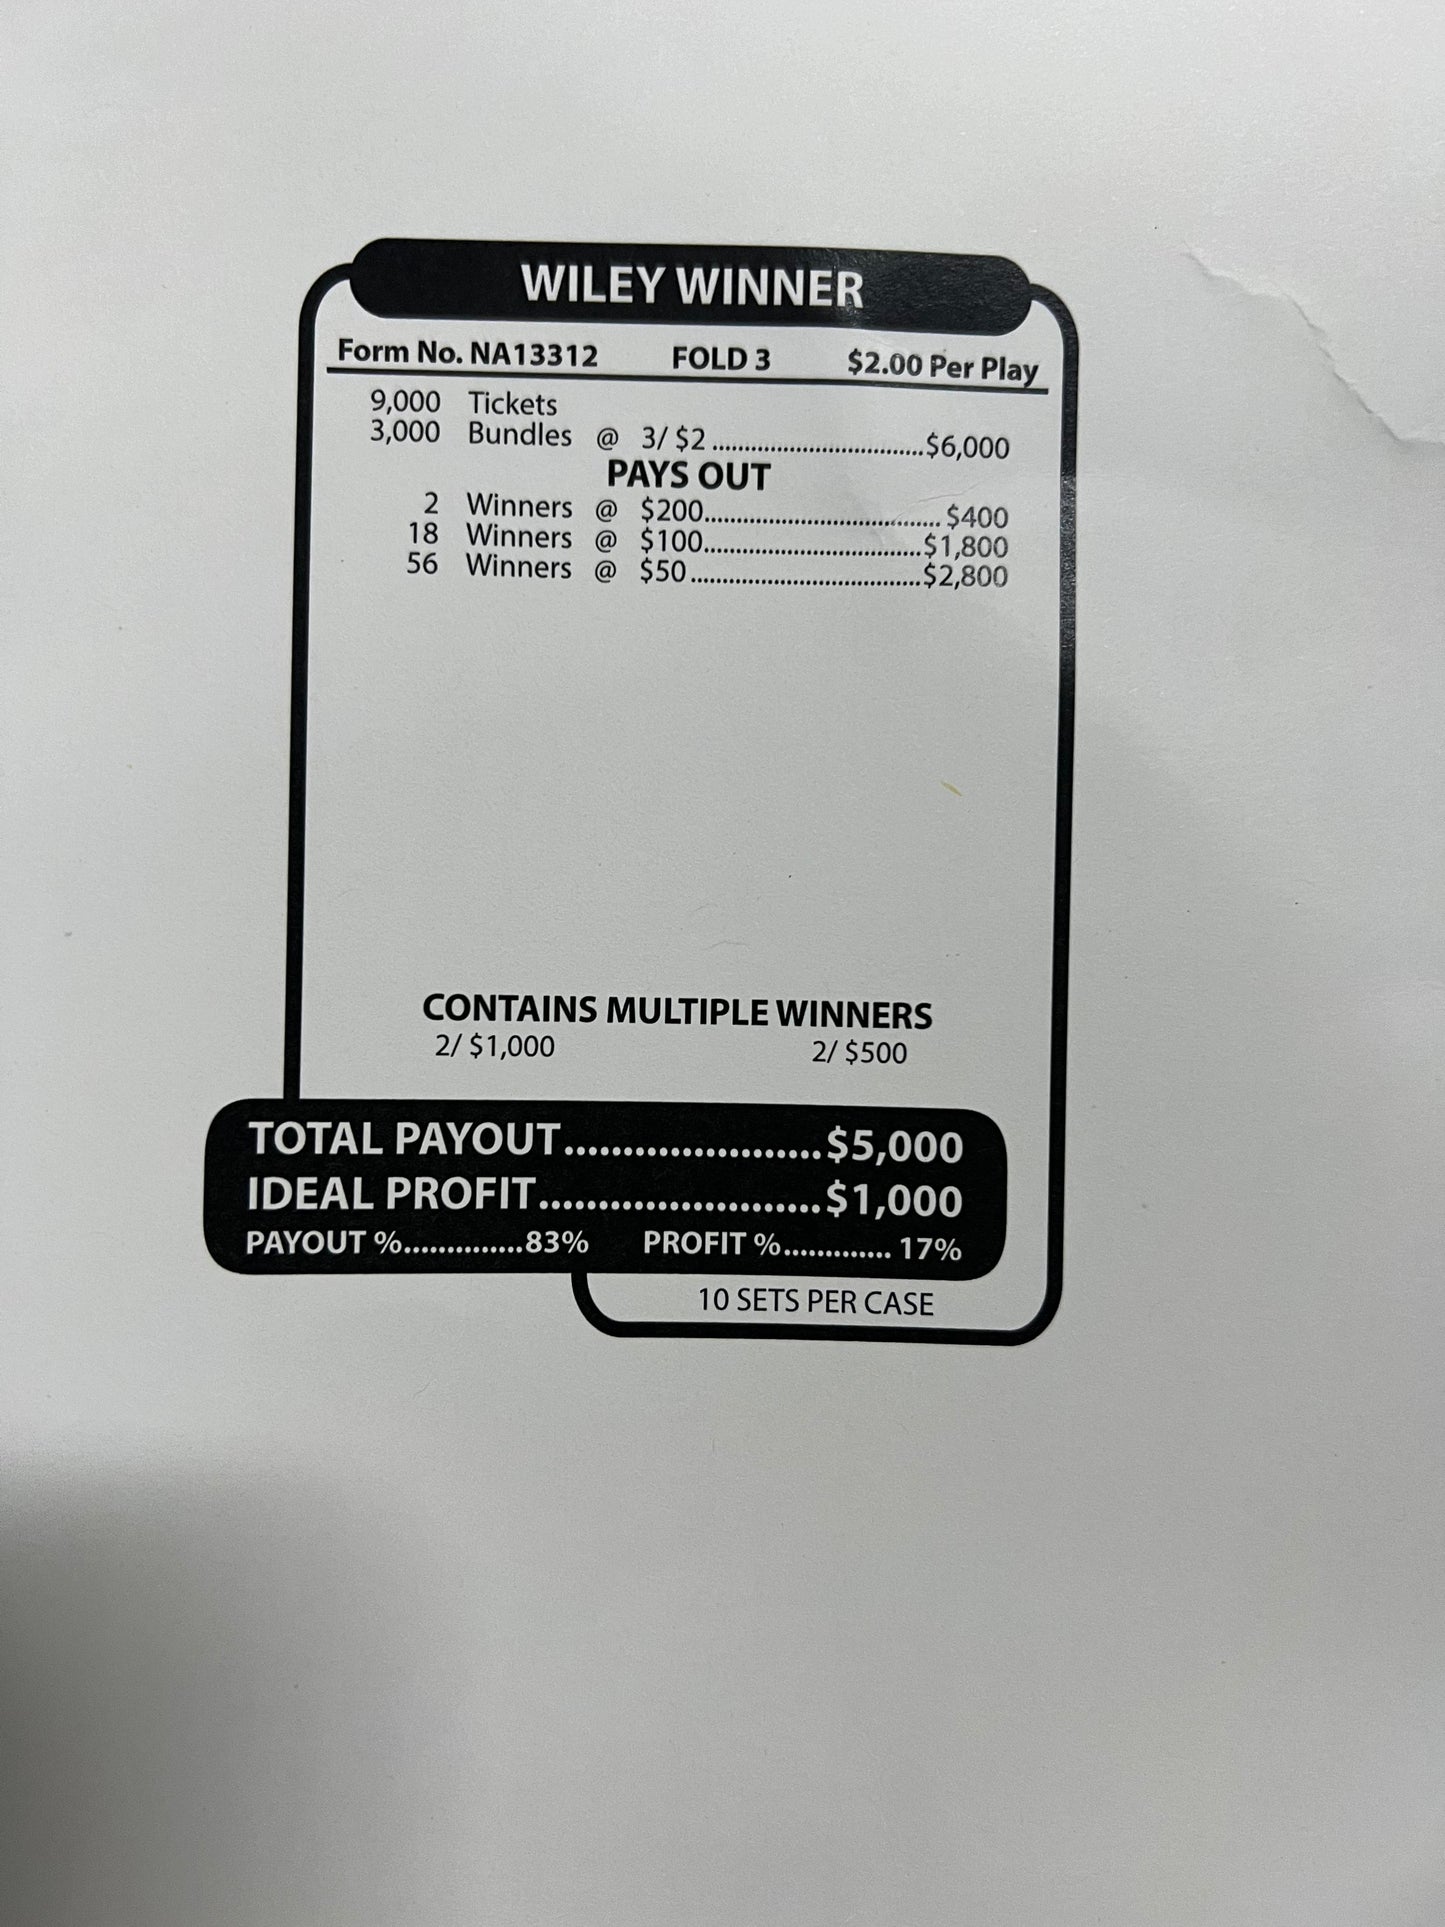 WILEY WINNER
Form No. NA13312 FOLD 3 $2.00 Per Play
9,000 Tickets
3,000 Bundles @ 3/ $2..................................$6,000
PAYS OUT
2 Winners @ $200......................................$400
18 Winners @ $100...................................$1,800
56 Winners @ $50.....................................$2,800
CONTAINS MULTIPLE WINNERS
2/ $1,000 2/ $500
TOTAL PAYOUT.......................$5,000
IDEAL PROFIT.........................$1,000
PAYOUT %..............83% PROFIT %............. 17%
10 SETS PER CASE